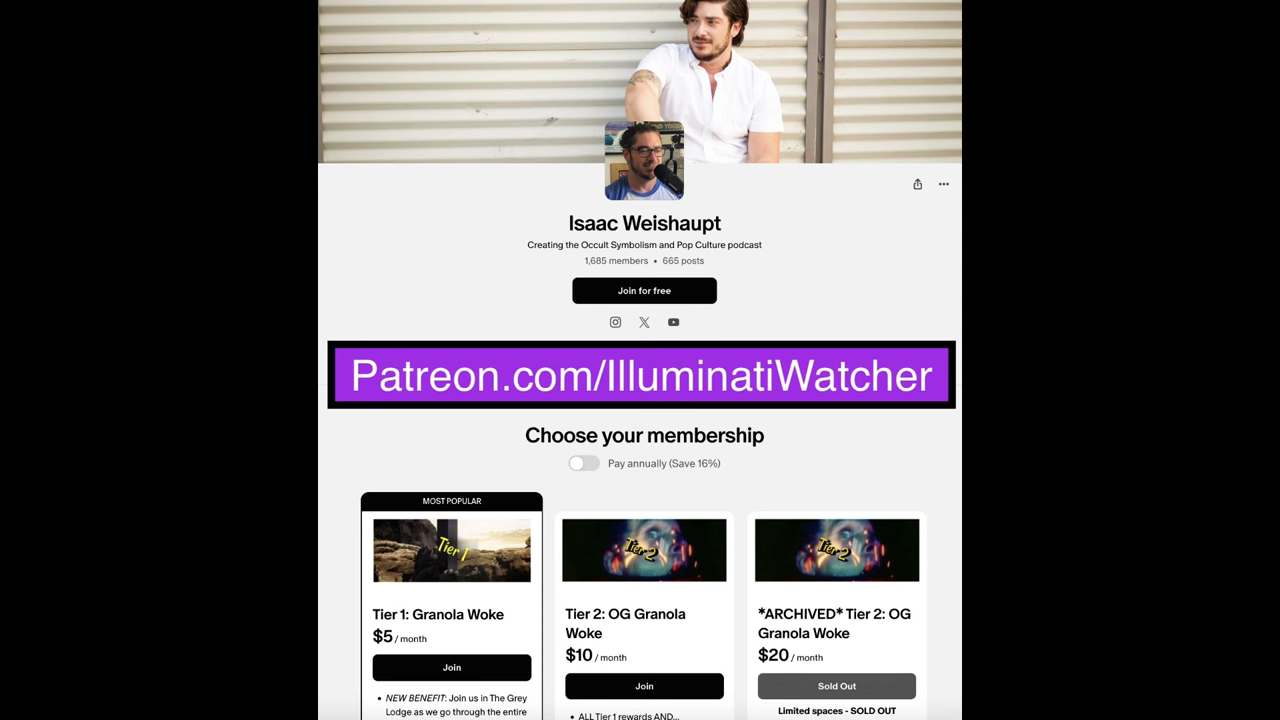 Isaac Weishaupt
Creating the Occult Symbolism and Pop Culture podcast
1,685 members • 665 posts
Join for free
Patreon.com/IlluminatiWatcher
Choose your membership
Pay annually (Save 16%)
MOST POPULAR
Tier 1
Tier 1: Granola Woke
$5 / month
Join
• NEW BENEFIT: Join us in The Grey
Lodge as we go through the entire
Tier 2
Tier 2: OG Granola
Woke
$10 / month
Join
• ALL Tier 1 rewards AND...
Tier 2
*ARCHIVED* Tier 2: OG
Granola Woke
$20 / month
Sold Out
Limited spaces - SOLD OUT